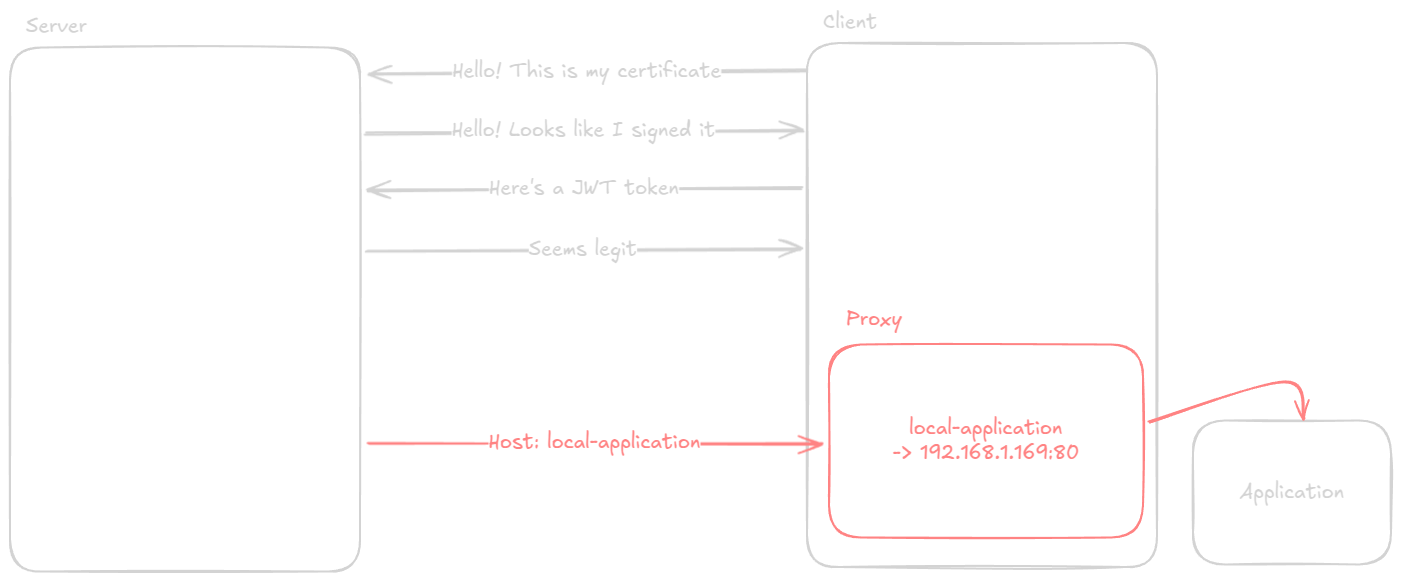 Server
Client
Hello! This is my certificate
Hello! Looks like I signed it
Here's a JWT token
Seems legit
Proxy
Host: local-application
local-application
-> 192.168.1.169:80
Application